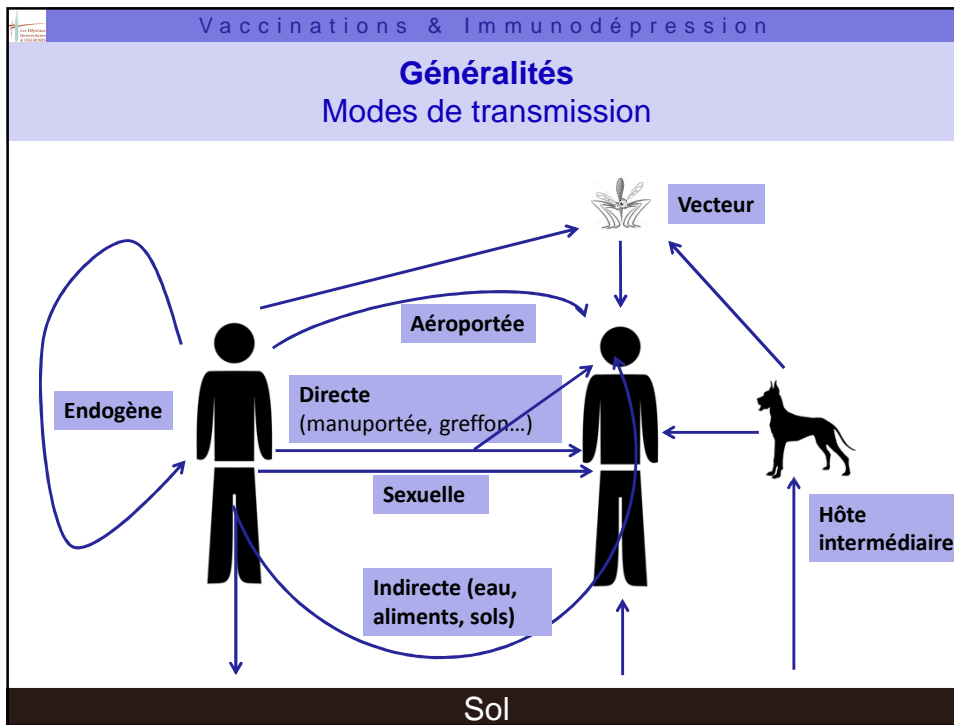 Vaccinations & Immunodépression
Généralités
Modes de transmission
Vecteur
Aéroportée
Endogène
Directe
(manuportée, greffon…)
Sexuelle
Hôte
intermédiaire
Indirecte (eau,
aliments, sols)
Sol